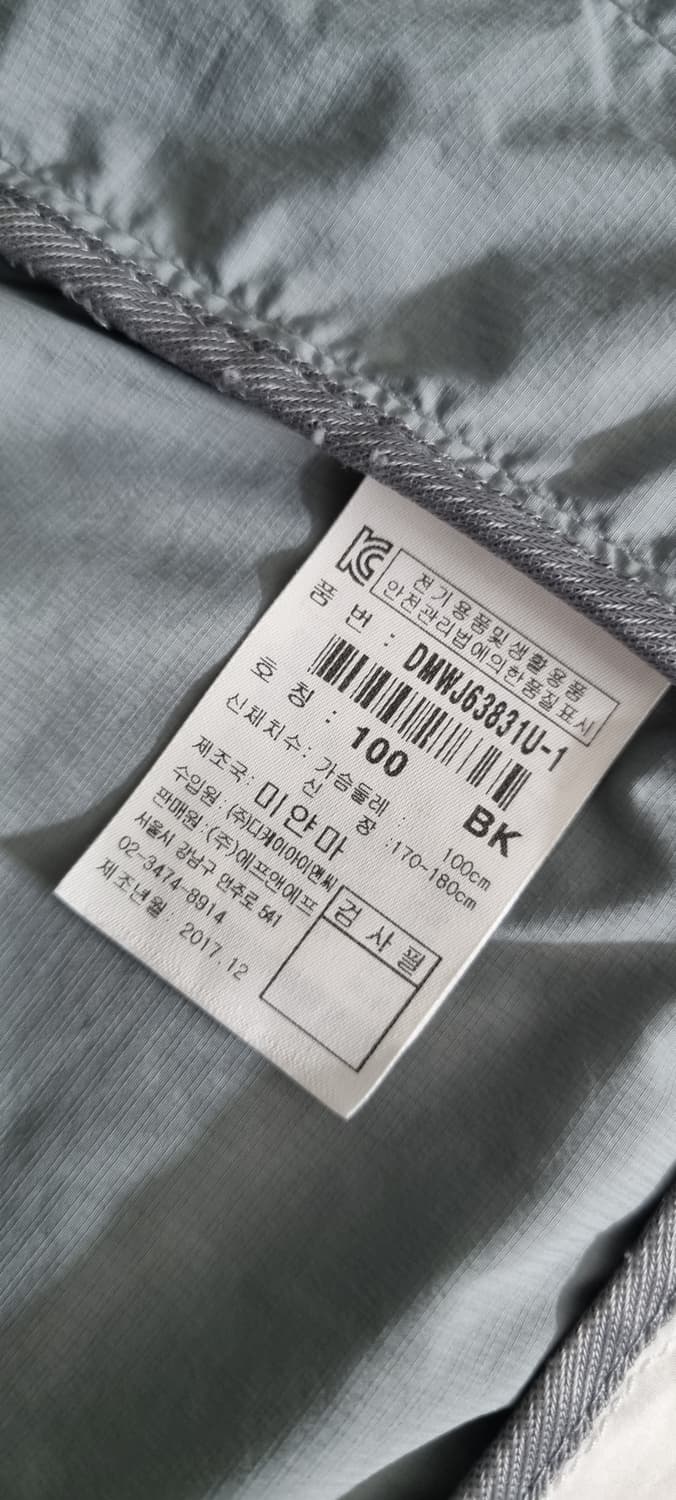 전기용품및생활용품
안전관리법에의한품질표시
품 번 : DMWJ63831U-1
호 칭 : 100 BK
신체치수: 가슴둘레 : 100cm
신 장 :170-180cm
제조국: 미얀마
수입원 : (주)디케이아이앤씨
판매원 : (주)에프앤에프
서울시 강남구 언주로 541
02-3474-8914
제조년월 : 2017.12
검 사 필